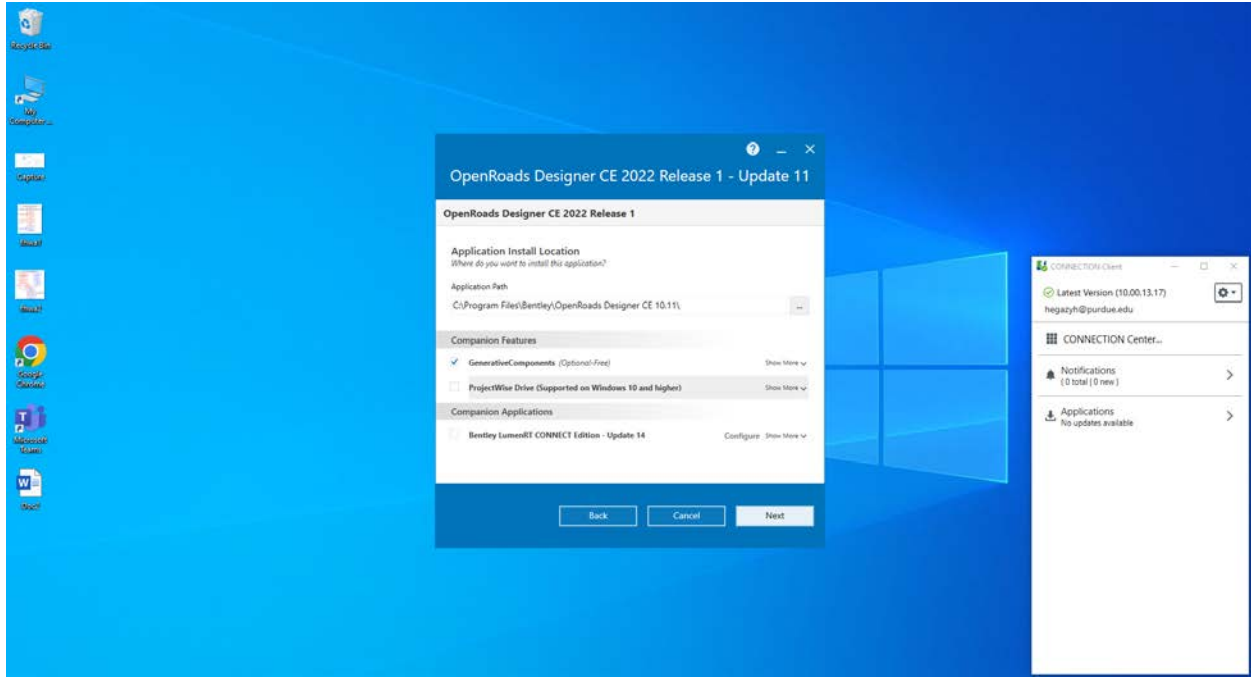 Recycle Bin
My
Computer ...
Capture
Google
Chrome
Microsoft
Teams
Doc2
OpenRoads Designer CE 2022 Release 1 - Update 11
OpenRoads Designer CE 2022 Release 1
Application Install Location
Where do you want to install this application?
Application Path
C:\Program Files\Bentley\OpenRoads Designer CE 10.11\
...
Companion Features
GenerativeComponents (Optional-Free) Show More
ProjectWise Drive (Supported on Windows 10 and higher) Show More
Companion Applications
Bentley LumenRT CONNECT Edition - Update 14 Configure Show More
Back Cancel Next
CONNECTION Client
Latest Version (10.00.13.17)
hegazyh@purdue.edu
CONNECTION Center...
Notifications
( 0 total | 0 new )
Applications
No updates available